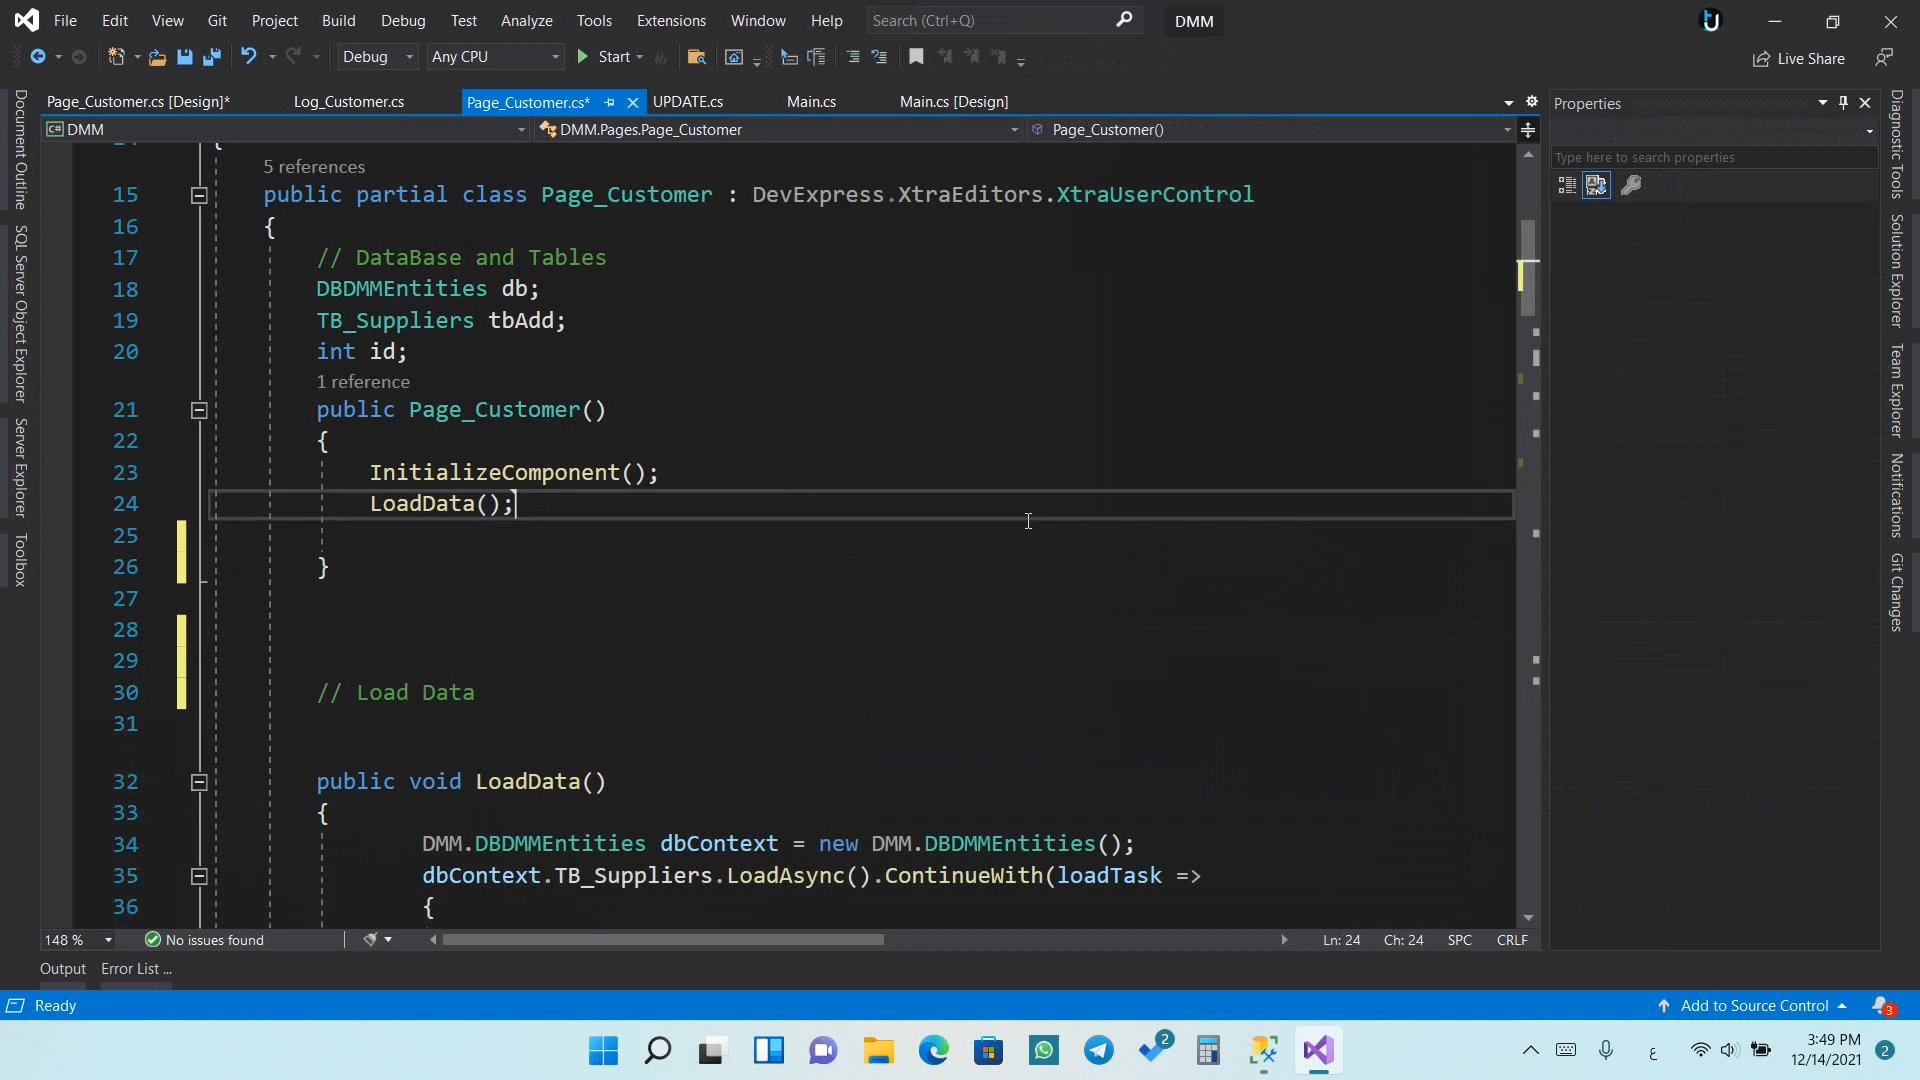 File Edit View Git Project Build Debug Test Analyze Tools Extensions Window Help Search (Ctrl+Q) DMM
Debug Any CPU Start Live Share
Page_Customer.cs [Design]* Log_Customer.cs Page_Customer.cs* UPDATE.cs Main.cs Main.cs [Design]
C# DMM DMM.Pages.Page_Customer Page_Customer()
5 references
15 public partial class Page_Customer : DevExpress.XtraEditors.XtraUserControl
16 {
17 // DataBase and Tables
18 DBDMMEntities db;
19 TB_Suppliers tbAdd;
20 int id;
1 reference
21 public Page_Customer()
22 {
23 InitializeComponent();
24 LoadData();
25
26 }
27
28
29
30 // Load Data
31
32 public void LoadData()
33 {
34 DMM.DBDMMEntities dbContext = new DMM.DBDMMEntities();
35 dbContext.TB_Suppliers.LoadAsync().ContinueWith(loadTask =>
36 {
148 % No issues found Ln: 24 Ch: 24 SPC CRLF
Output Error List ...
Ready Add to Source Control 3
Document Outline
SQL Server Object Explorer
Server Explorer
Toolbox
Properties
Type here to search properties
Diagnostic Tools
Solution Explorer
Team Explorer
Notifications
Git Changes
2
ع
3:49 PM
12/14/2021
2